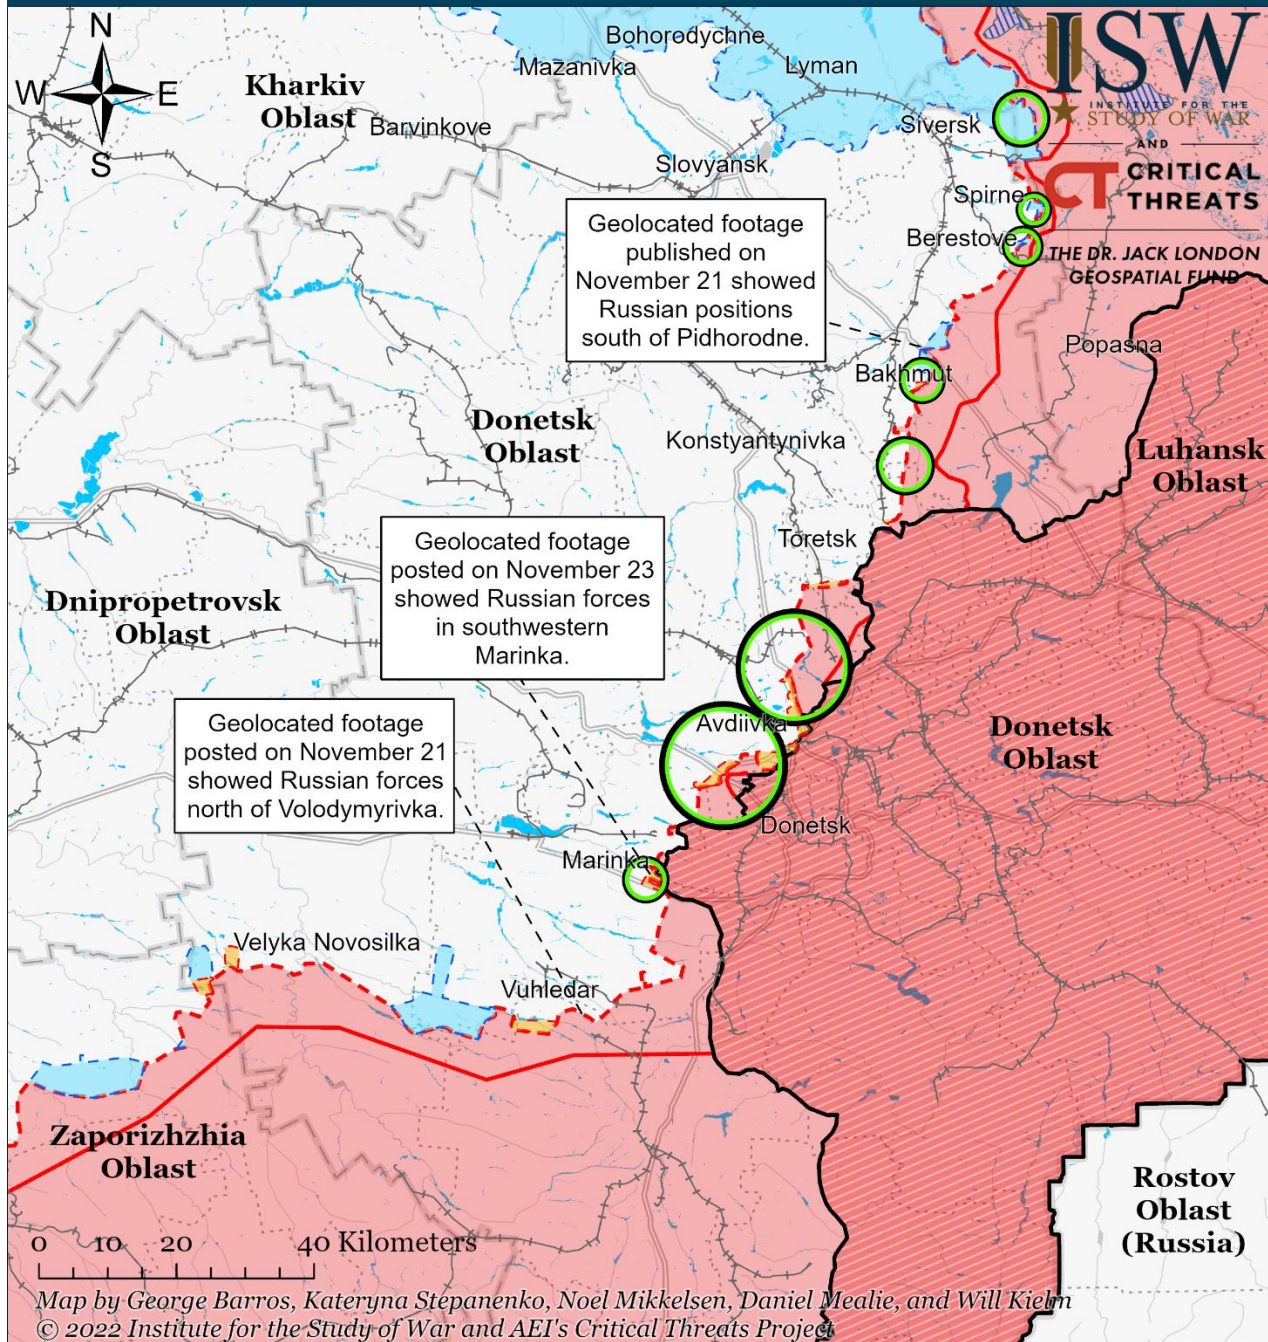 N
W
E
S
Bohorodychne
Mazanivka
Lyman
Kharkiv
Oblast
Barvinkove
Slovyansk
Siversk
ISW
INSTITUTE FOR THE
STUDY OF WAR
AND
CT CRITICAL
THREATS
THE DR. JACK LONDON
GEOSPATIAL FUND
Spirne
Berestove
Geolocated footage
published on
November 21 showed
Russian positions
south of Pidhorodne.
Popasna
Bakhmut
Donetsk
Oblast
Konstyantynivka
Luhansk
Oblast
Geolocated footage
posted on November 23
showed Russian forces
in southwestern
Marinka.
Toretsk
Dnipropetrovsk
Oblast
Geolocated footage
posted on November 21
showed Russian forces
north of Volodymyrivka.
Avdiivka
Donetsk
Oblast
Donetsk
Marinka
Velyka Novosilka
Vuhledar
Zaporizhzhia
Oblast
Rostov
Oblast
(Russia)
0 10 20 40 Kilometers
Map by George Barros, Kateryna Stepanenko, Noel Mikkelsen, Daniel Mealie, and Will Kielm
© 2022 Institute for the Study of War and AEI's Critical Threats Project